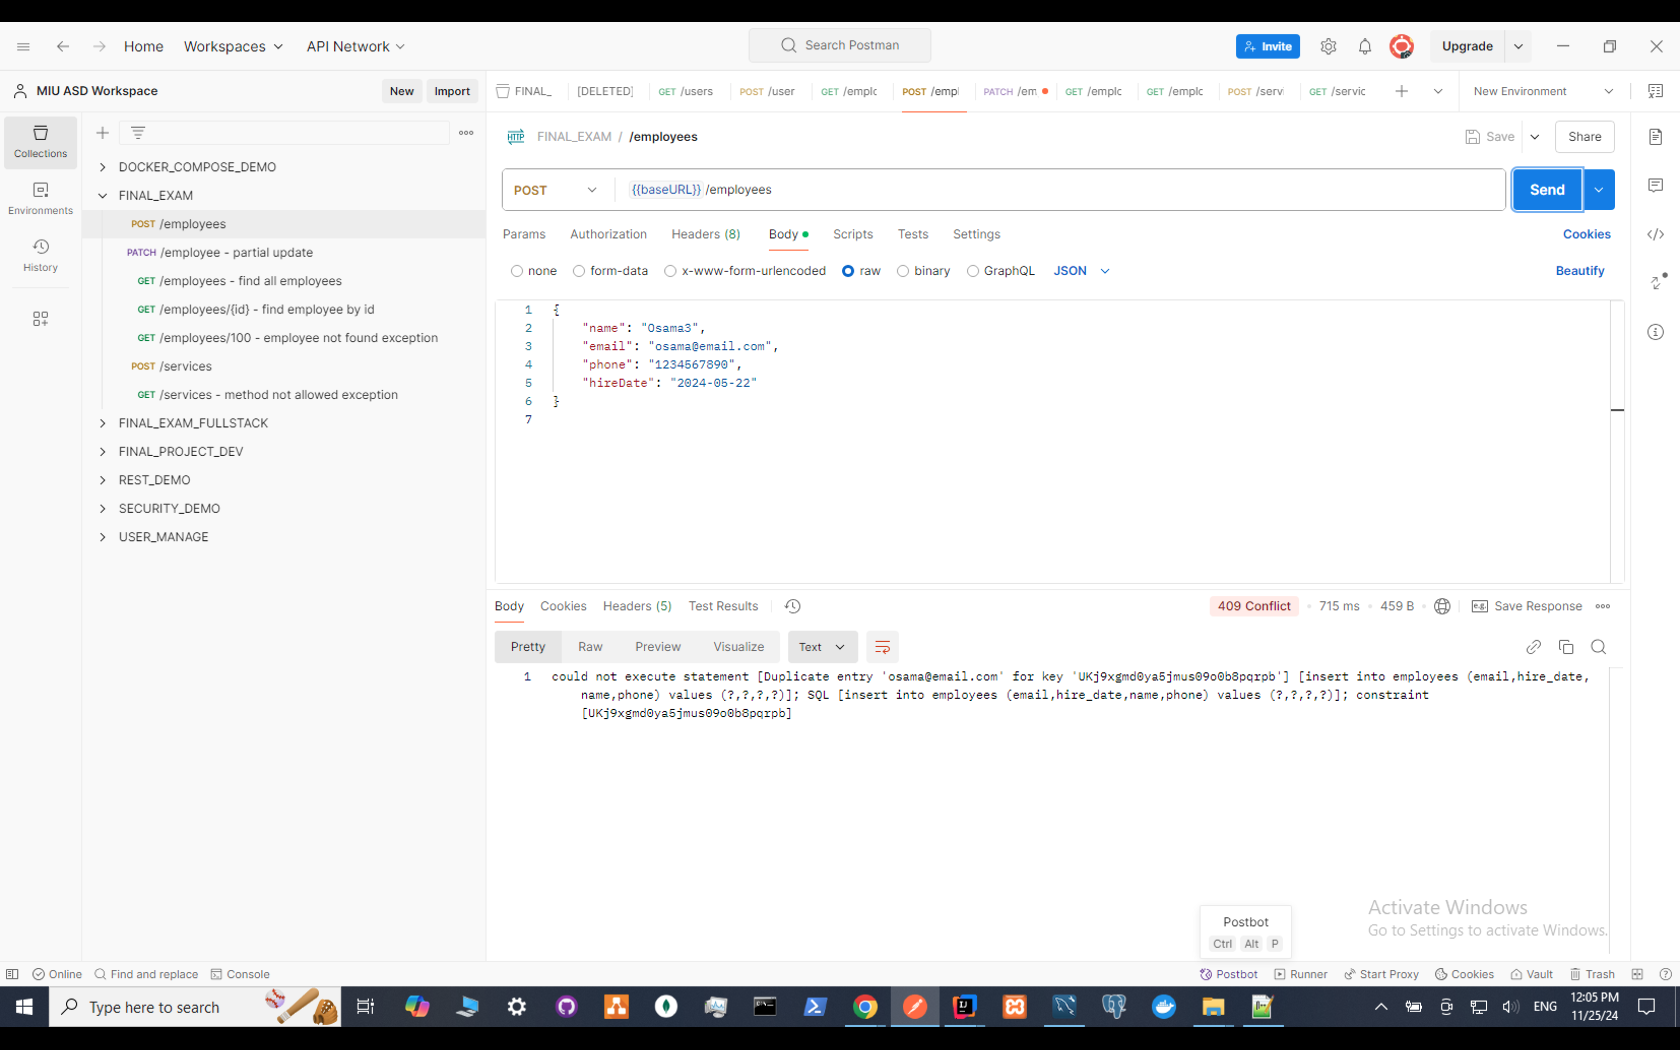 Home
Workspaces
API Network
Search Postman
Invite
Upgrade
MIU ASD Workspace
New
Import
FINAL_
[DELETED]
GET /users
POST /user
GET /emplc
POST /empl
PATCH /em
GET /emplc
GET /emplc
POST /servi
GET /servic
New Environment
Collections
Environments
History
DOCKER_COMPOSE_DEMO
FINAL_EXAM
POST /employees
PATCH /employee - partial update
GET /employees - find all employees
GET /employees/{id} - find employee by id
GET /employees/100 - employee not found exception
POST /services
GET /services - method not allowed exception
FINAL_EXAM_FULLSTACK
FINAL_PROJECT_DEV
REST_DEMO
SECURITY_DEMO
USER_MANAGE
HTTP FINAL_EXAM / /employees
Save
Share
POST
{{baseURL}} /employees
Send
Params
Authorization
Headers (8)
Body
Scripts
Tests
Settings
Cookies
none
form-data
x-www-form-urlencoded
raw
binary
GraphQL
JSON
Beautify
1 {
2 "name": "Osama3",
3 "email": "osama@email.com",
4 "phone": "1234567890",
5 "hireDate": "2024-05-22"
6 }
7
Body
Cookies
Headers (5)
Test Results
409 Conflict
715 ms
459 B
e.g. Save Response
Pretty
Raw
Preview
Visualize
Text
1 could not execute statement [Duplicate entry 'osama@email.com' for key 'UKj9xgmd0ya5jmus09o0b8pqrpb'] [insert into employees (email,hire_date,
name,phone) values (?,?,?,?)]; SQL [insert into employees (email,hire_date,name,phone) values (?,?,?,?)]; constraint
[UKj9xgmd0ya5jmus09o0b8pqrpb]
Postbot
Ctrl Alt P
Activate Windows
Go to Settings to activate Windows.
Online
Find and replace
Console
Postbot
Runner
Start Proxy
Cookies
Vault
Trash
Type here to search
ENG
12:05 PM
11/25/24